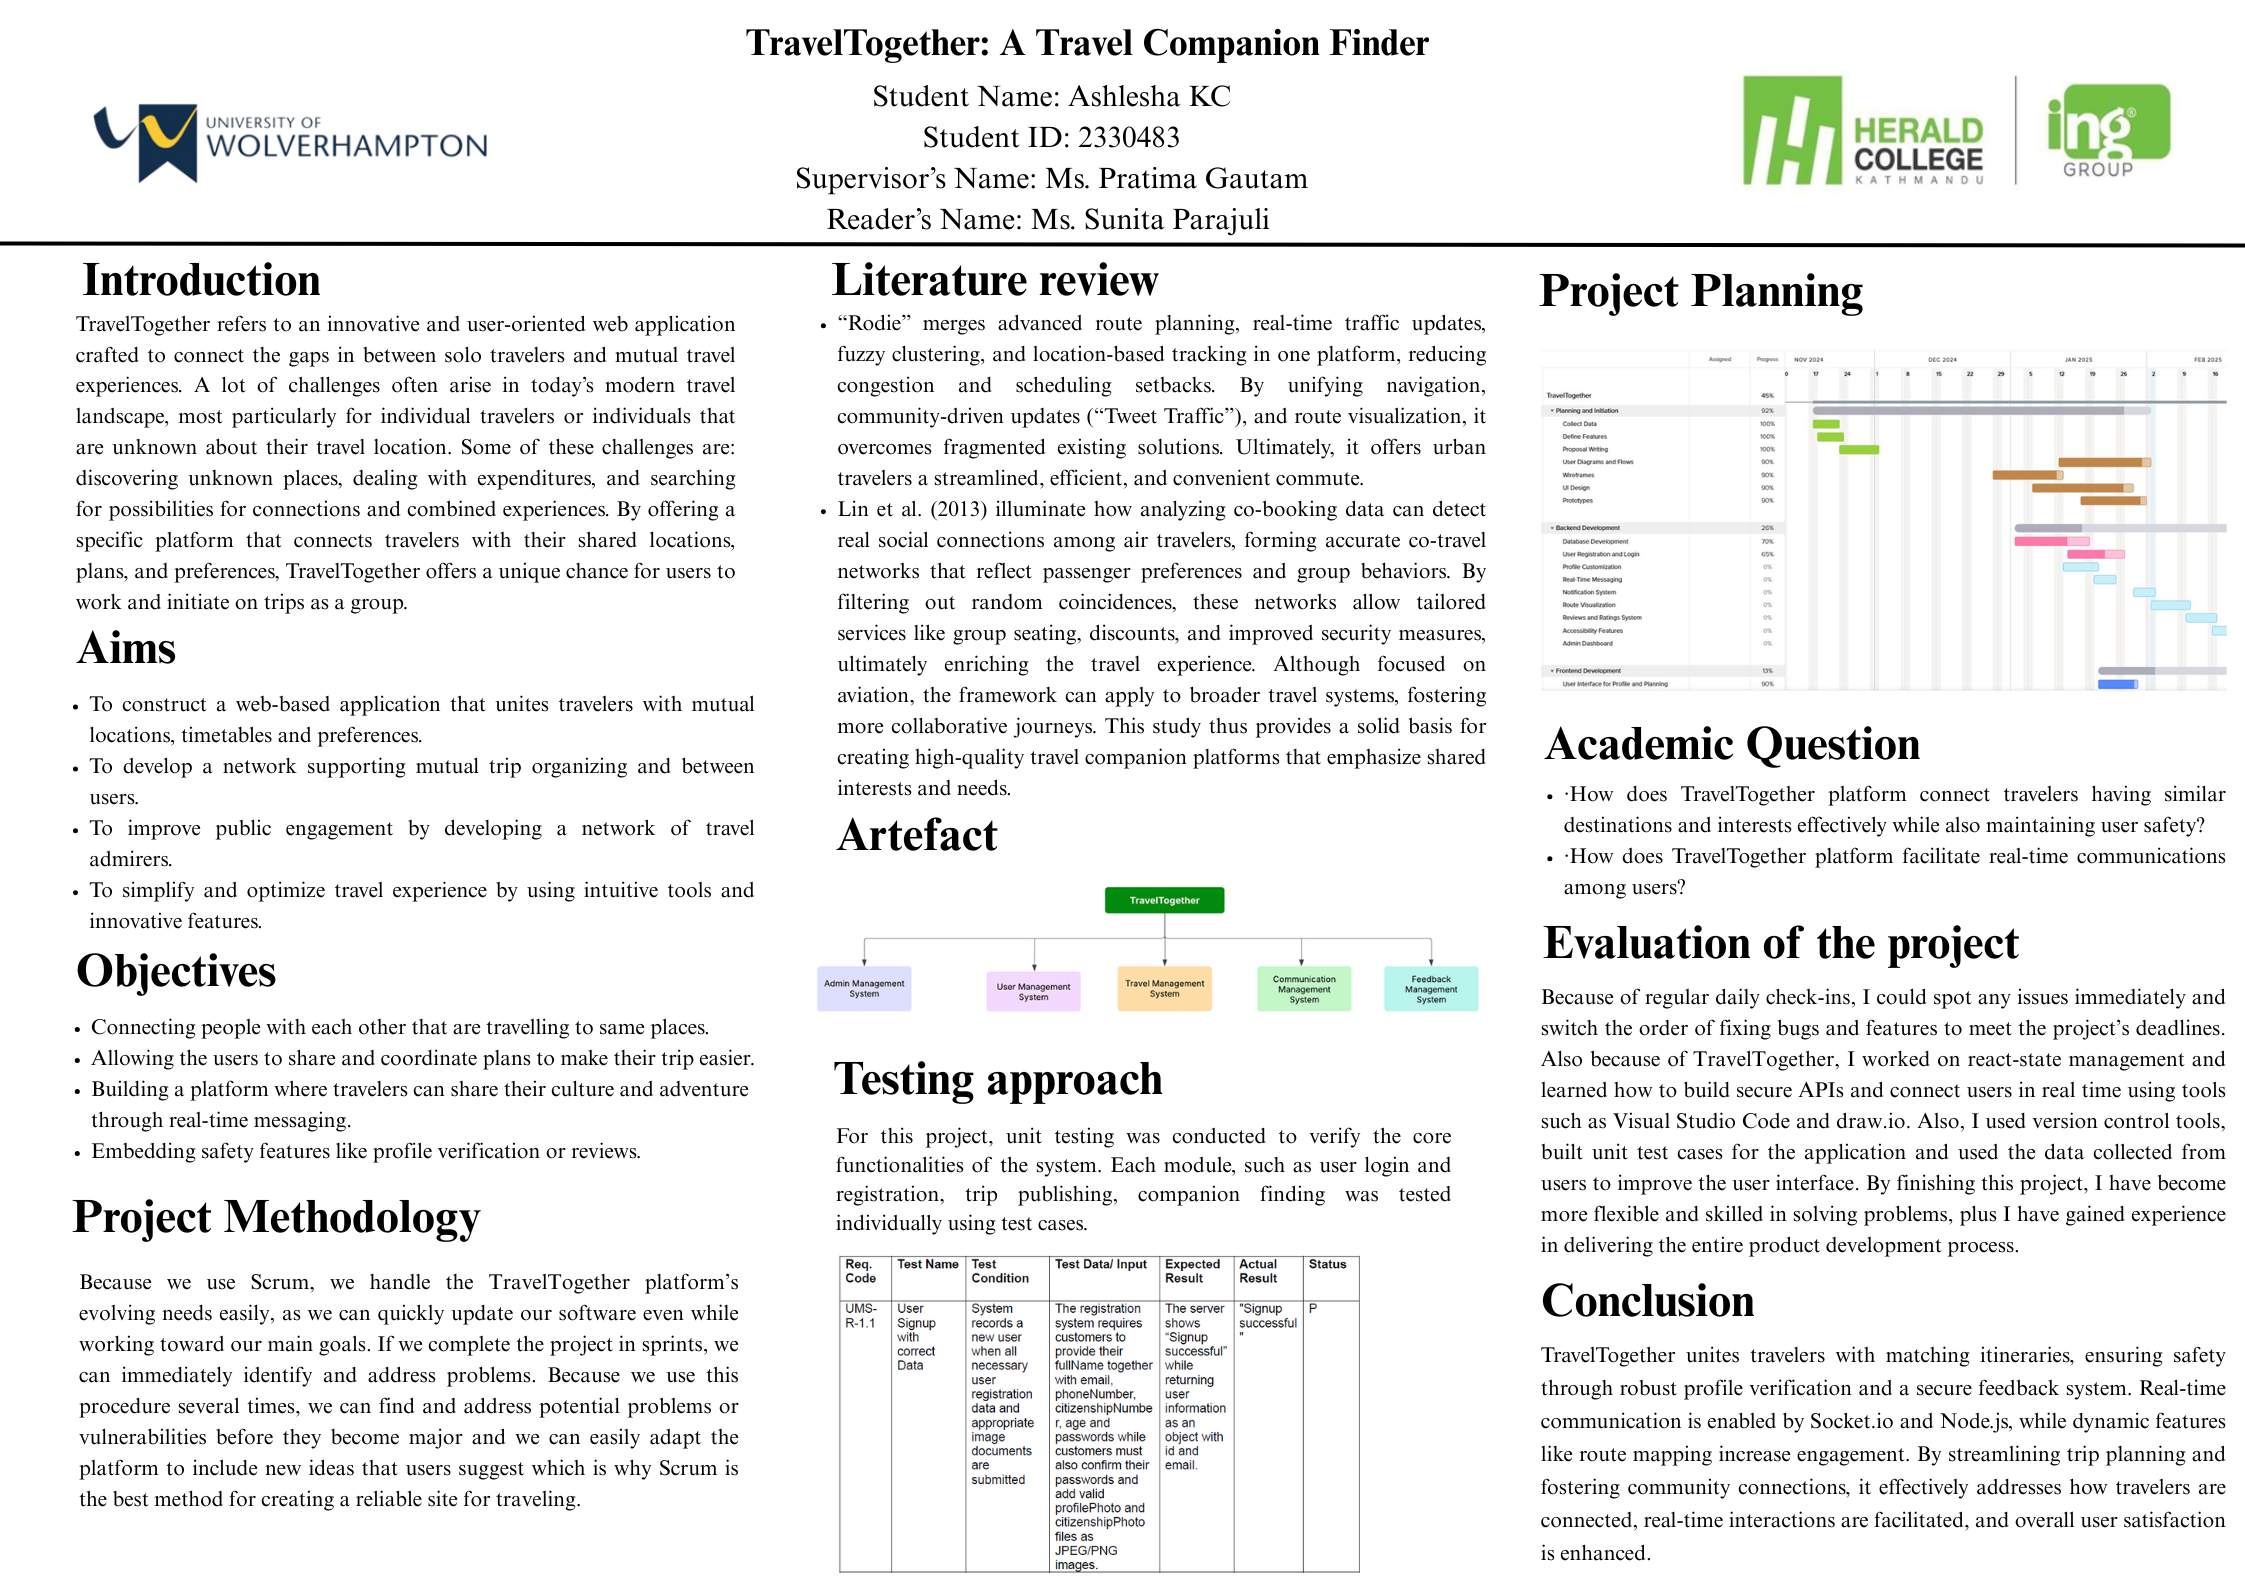 TravelTogether: A Travel Companion Finder
Student Name: Ashlesha KC
Student ID: 2330483
Supervisor’s Name: Ms. Pratima Gautam
Reader’s Name: Ms. Sunita Parajuli
UNIVERSITY OF
WOLVERHAMPTON
HERALD
COLLEGE
KATHMANDU
ing®
GROUP
Introduction
TravelTogether refers to an innovative and user-oriented web application
crafted to connect the gaps in between solo travelers and mutual travel
experiences. A lot of challenges often arise in today’s modern travel
landscape, most particularly for individual travelers or individuals that
are unknown about their travel location. Some of these challenges are:
discovering unknown places, dealing with expenditures, and searching
for possibilities for connections and combined experiences. By offering a
specific platform that connects travelers with their shared locations,
plans, and preferences, TravelTogether offers a unique chance for users to
work and initiate on trips as a group.
Aims
• To construct a web-based application that unites travelers with mutual
locations, timetables and preferences.
• To develop a network supporting mutual trip organizing and between
users.
• To improve public engagement by developing a network of travel
admirers.
• To simplify and optimize travel experience by using intuitive tools and
innovative features.
Objectives
• Connecting people with each other that are travelling to same places.
• Allowing the users to share and coordinate plans to make their trip easier.
• Building a platform where travelers can share their culture and adventure
through real-time messaging.
• Embedding safety features like profile verification or reviews.
Project Methodology
Because we use Scrum, we handle the TravelTogether platform’s
evolving needs easily, as we can quickly update our software even while
working toward our main goals. If we complete the project in sprints, we
can immediately identify and address problems. Because we use this
procedure several times, we can find and address potential problems or
vulnerabilities before they become major and we can easily adapt the
platform to include new ideas that users suggest which is why Scrum is
the best method for creating a reliable site for traveling.
Literature review
• “Rodie” merges advanced route planning, real-time traffic updates,
fuzzy clustering, and location-based tracking in one platform, reducing
congestion and scheduling setbacks. By unifying navigation,
community-driven updates (“Tweet Traffic”), and route visualization, it
overcomes fragmented existing solutions. Ultimately, it offers urban
travelers a streamlined, efficient, and convenient commute.
• Lin et al. (2013) illuminate how analyzing co-booking data can detect
real social connections among air travelers, forming accurate co-travel
networks that reflect passenger preferences and group behaviors. By
filtering out random coincidences, these networks allow tailored
services like group seating, discounts, and improved security measures,
ultimately enriching the travel experience. Although focused on
aviation, the framework can apply to broader travel systems, fostering
more collaborative journeys. This study thus provides a solid basis for
creating high-quality travel companion platforms that emphasize shared
interests and needs.
Artefact
TravelTogether
Admin Management
System
User Management
System
Travel Management
System
Communication
Management
System
Feedback
Management
System
Testing approach
For this project, unit testing was conducted to verify the core
functionalities of the system. Each module, such as user login and
registration, trip publishing, companion finding was tested
individually using test cases.
Req. Code
Test Name
Test Condition
Test Data/ Input
Expected Result
Actual Result
Status
UMS-
R-1.1
User
Signup
with
correct
Data
System
records a
new user
when all
necessary
user
registration
data and
appropriate
image
documents
are
submitted
The registration
system requires
customers to
provide their
fullName together
with email,
phoneNumber,
citizenshipNumbe
r, age and
passwords while
customers must
also confirm their
passwords and
add valid
profilePhoto and
citizenshipPhoto
files as
JPEG/PNG
images.
The server
shows
“Signup
successful”
while
returning
user
information
as an
object with
id and
email.
"Signup
successful
"
P
Project Planning
Assigned Progress NOV 2024 DEC 2024 JAN 2025 FEB 2025
0 17 24 1 8 15 22 29 5 12 19 26 2 9 16
TravelTogether 45%
Planning and Initiation 92%
Collect Data 100%
Define Features 100%
Proposal Writing 100%
User Diagrams and Flows 90%
Wireframes 90%
UI Design 90%
Prototypes 90%
Backend Development 26%
Database Development 70%
User Registration and Login 65%
Profile Customization 0%
Real-Time Messaging 0%
Notification System 0%
Route Visualization 0%
Reviews and Ratings System 0%
Accessibility Features 0%
Admin Dashboard 0%
Frontend Development 13%
User Interface for Profile and Planning 90%
Academic Question
• ·How does TravelTogether platform connect travelers having similar
destinations and interests effectively while also maintaining user safety?
• ·How does TravelTogether platform facilitate real-time communications
among users?
Evaluation of the project
Because of regular daily check-ins, I could spot any issues immediately and
switch the order of fixing bugs and features to meet the project’s deadlines.
Also because of TravelTogether, I worked on react-state management and
learned how to build secure APIs and connect users in real time using tools
such as Visual Studio Code and draw.io. Also, I used version control tools,
built unit test cases for the application and used the data collected from
users to improve the user interface. By finishing this project, I have become
more flexible and skilled in solving problems, plus I have gained experience
in delivering the entire product development process.
Conclusion
TravelTogether unites travelers with matching itineraries, ensuring safety
through robust profile verification and a secure feedback system. Real-time
communication is enabled by Socket.io and Node.js, while dynamic features
like route mapping increase engagement. By streamlining trip planning and
fostering community connections, it effectively addresses how travelers are
connected, real-time interactions are facilitated, and overall user satisfaction
is enhanced.